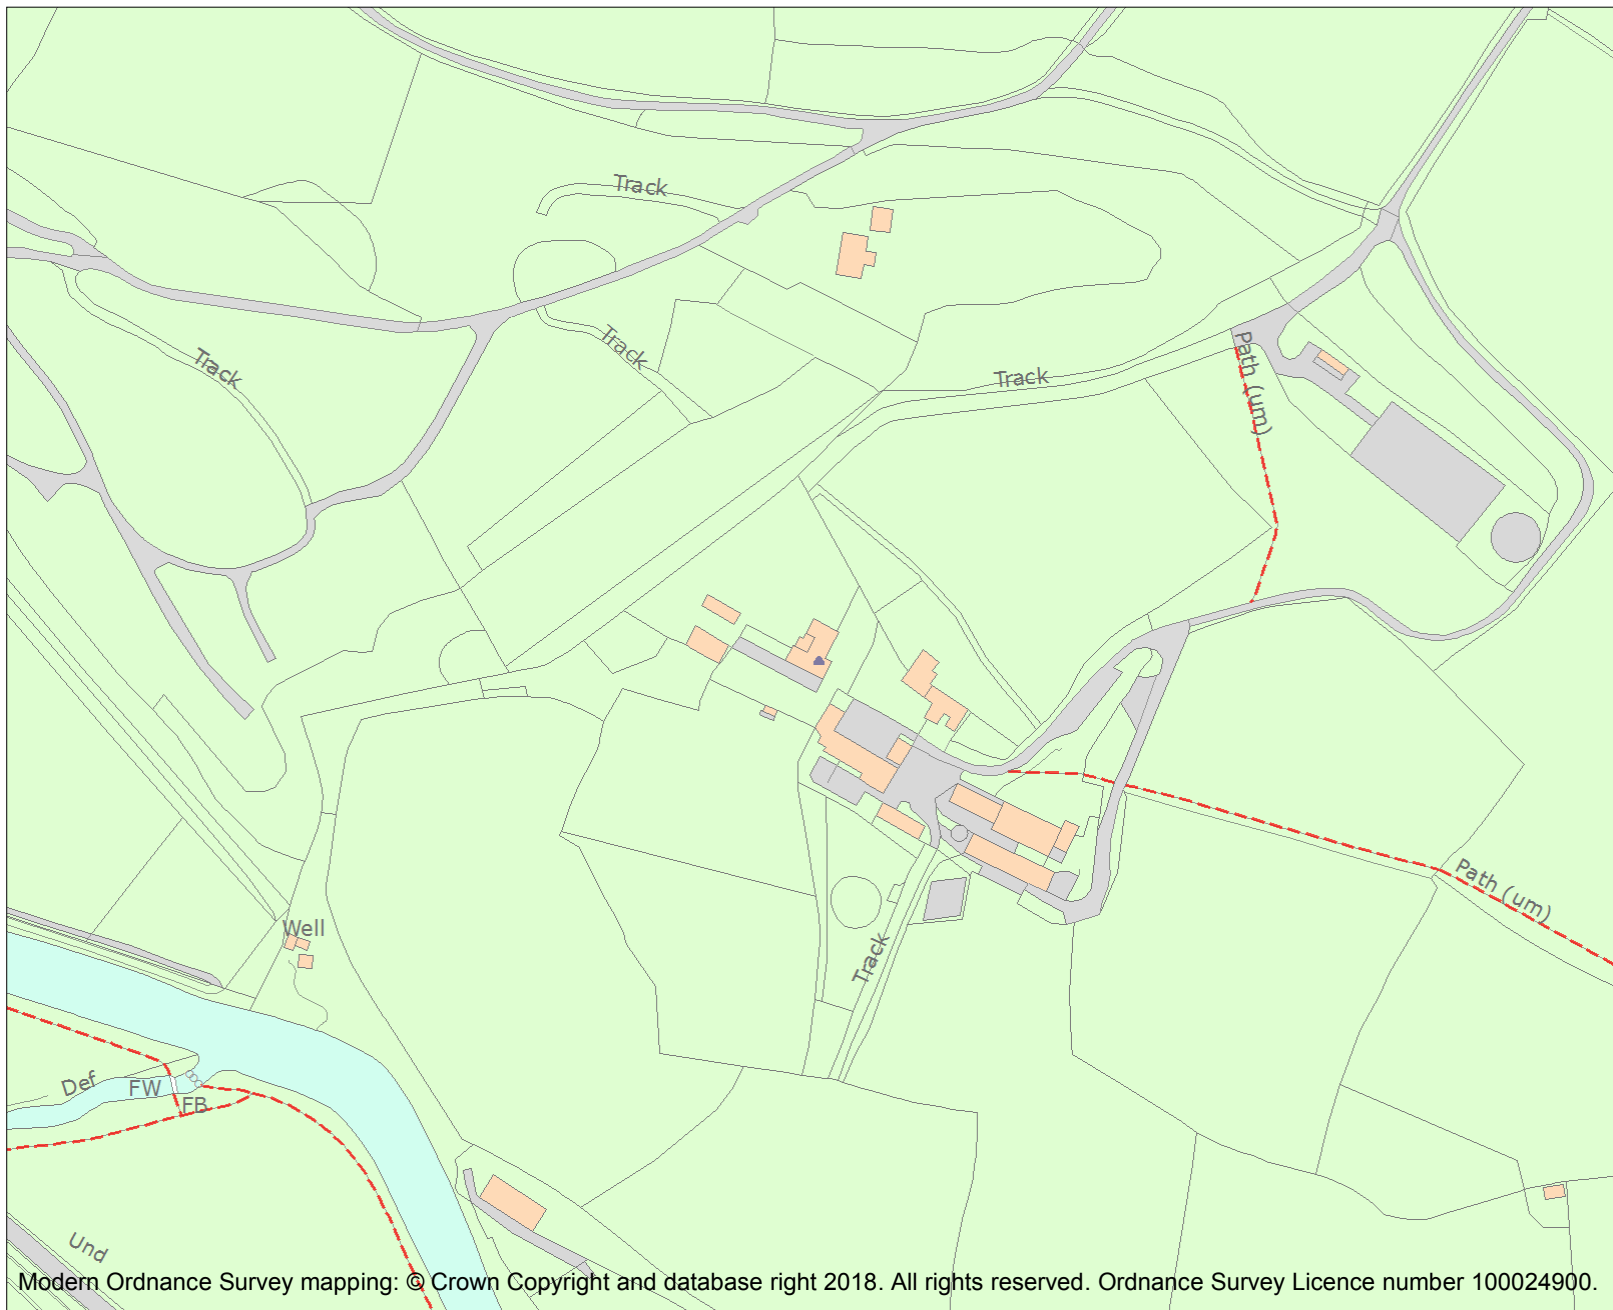 Track
Track
Track
Track
Path (um)
Path (um)
Well
Track
Def
FW
FB
Und
Modern Ordnance Survey mapping: © Crown Copyright and database right 2018. All rights reserved. Ordnance Survey Licence number 100024900.